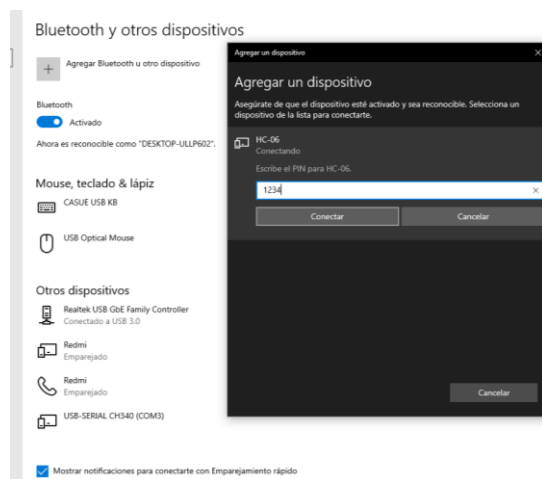 Bluetooth y otros dispositivos
Agregar Bluetooth u otro dispositivo
Bluetooth
Activado
Ahora es reconocible como "DESKTOP-ULLP602".
Mouse, teclado & lápiz
CASUE USB KB
USB Optical Mouse
Otros dispositivos
Realtek USB GbE Family Controller
Conectado a USB 3.0
Redmi
Emparejado
Redmi
Emparejado
USB-SERIAL CH340 (COM3)
Mostrar notificaciones para conectarte con Emparejamiento rápido
Agregar un dispositivo
Agregar un dispositivo
Asegúrate de que el dispositivo esté activado y sea reconocible. Selecciona un
dispositivo de la lista para conectarte.
HC-06
Conectando
Escribe el PIN para HC-06.
1234
Conectar
Cancelar
Cancelar